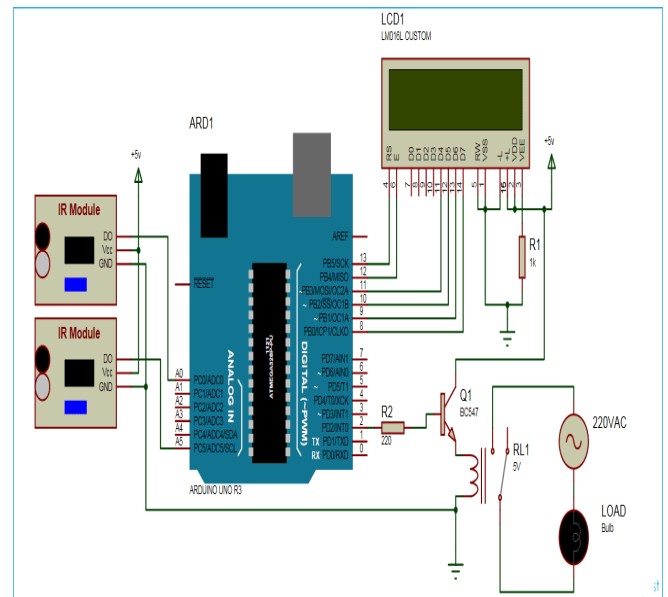 LCD1
LM016L CUSTOM
RS E D0 D1 D2 D3 D4 D5 D6 D7 RW VSS -L +L VDD VEE
4 6 7 8 9 10 11 12 13 14 5 1 16 2 3
+5v
R1
1k
ARD1
+5v
IR Module
DO
Vcc
GND
IR Module
DO
Vcc
GND
RESET
AREF
PB5/SCK 13
PB4/MISO 12
~PB3/MOSI/OC2A 11
~PB2/SS/OC1B 10
~PB1/OC1A 9
PB0/ICP1/CLKO 8
PD7/AIN1 7
~PD6/AIN0 6
~PD5/T1 5
PD4/T0/XCK 4
~PD3/INT1 3
PD2/INT0 2
TX PD1/TXD 1
RX PD0/RXD 0
A0 PC0/ADC0
A1 PC1/ADC1
A2 PC2/ADC2
A3 PC3/ADC3
A4 PC4/ADC4/SDA
A5 PC5/ADC5/SCL
ANALOG IN
DIGITAL (~PWM)
1121
ARDUINO UNO R3
R2
220
Q1
BC547
RL1
5V
220VAC
LOAD
Bulb